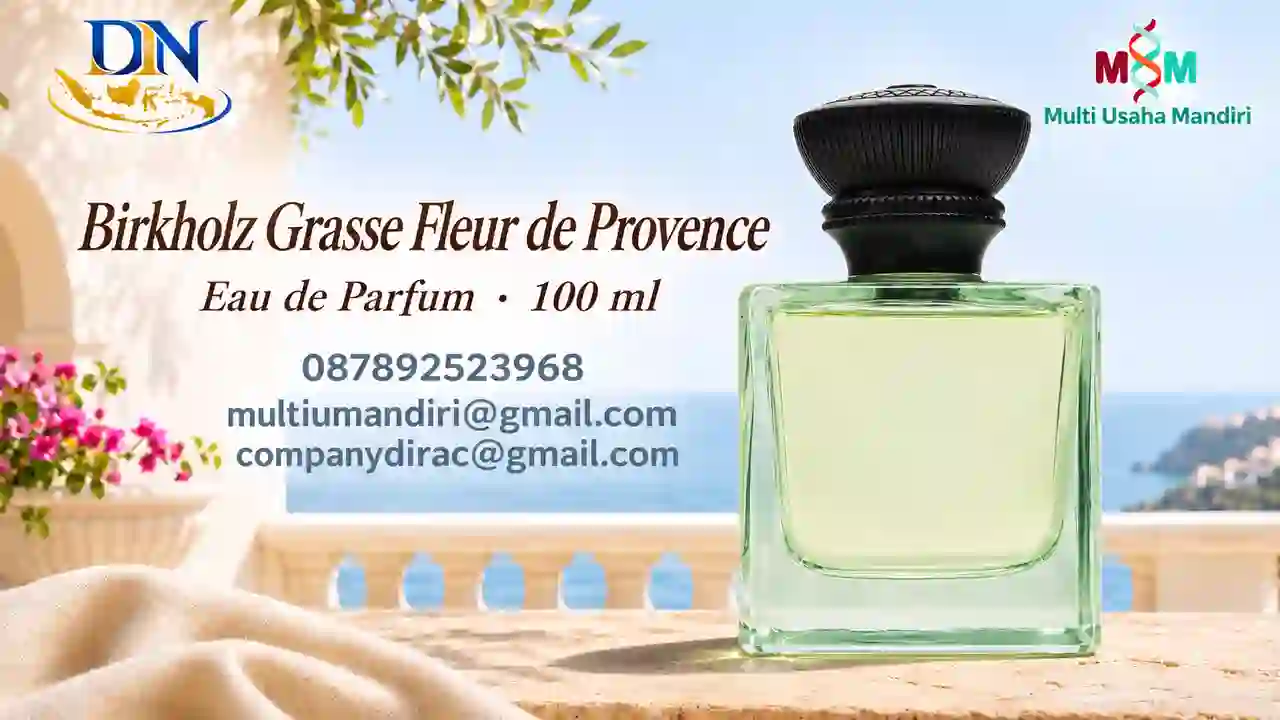 DN
MSM
Multi Usaha Mandiri
Birkholz Grasse Fleur de Provence
Eau de Parfum · 100 ml
087892523968
multiumandiri@gmail.com
companydirac@gmail.com